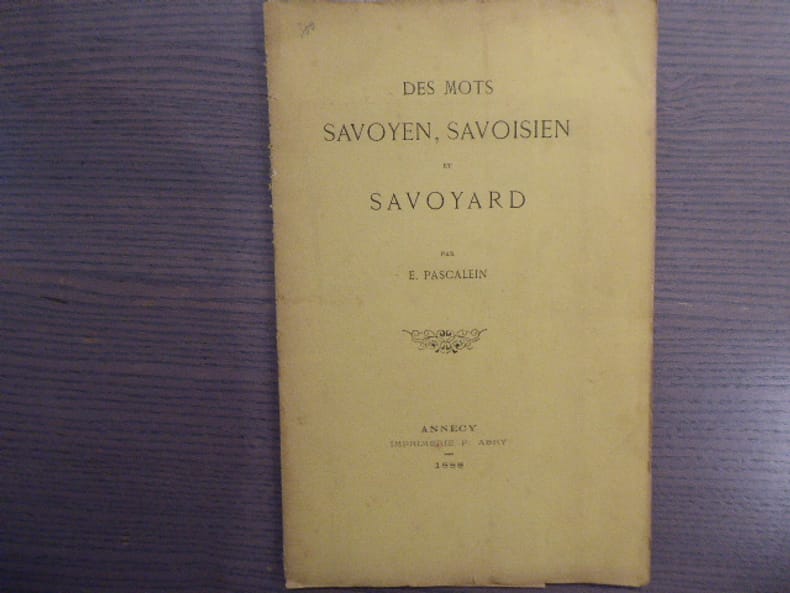 DES MOTS
SAVOYEN, SAVOISIEN
ET
SAVOYARD
PAR
E. PASCALEIN
ANNECY
IMPRIMERIE F. ABRY
1888